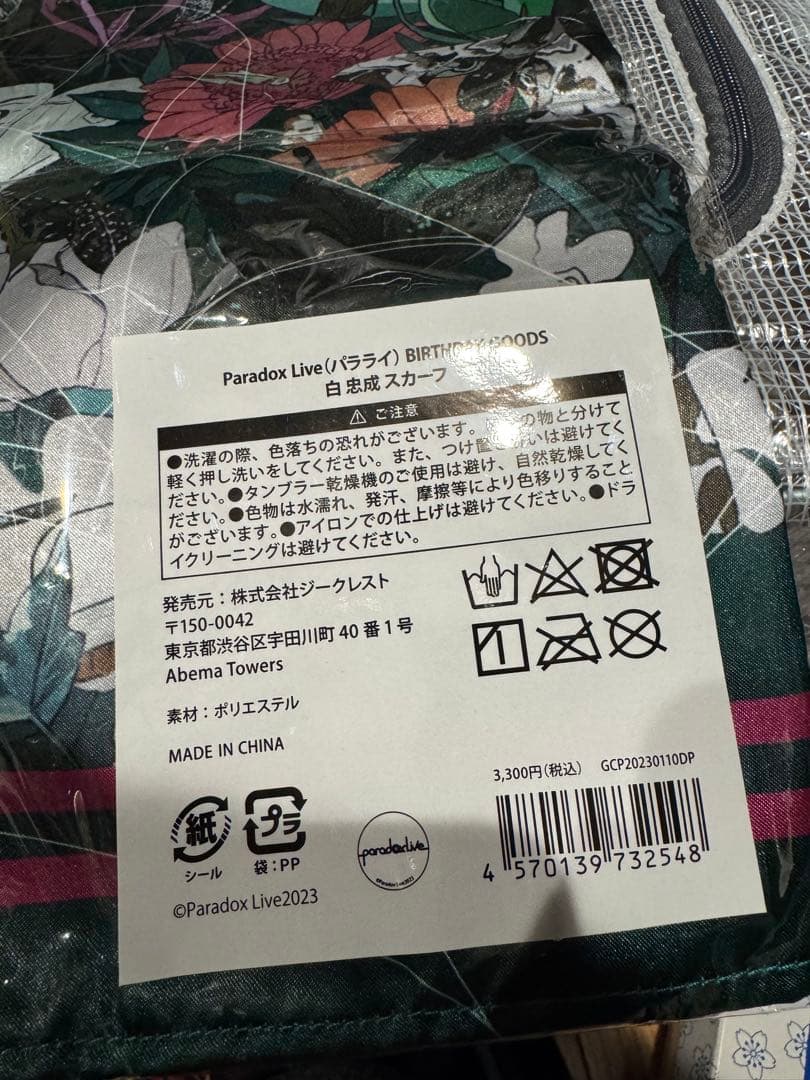 Paradox Live(パラライ) BIRTHDAY GOODS
白 忠成 スカーフ
⚠ ご注意
●洗濯の際、色落ちの恐れがございます。の物と分けて
軽く押し洗いをしてください。また、つけ置き洗いは避けてく
ださい。●タンブラー乾燥機のご使用は避け、自然乾燥してく
ださい。●色物は水濡れ、発汗、摩擦等により色移りすること
がございます。●アイロンでの仕上げは避けてください。●ドラ
イクリーニングは避けてください。
発売元：株式会社ジークレスト
〒150-0042
東京都渋谷区宇田川町 40 番 1 号
Abema Towers
素材：ポリエステル
MADE IN CHINA
3,300円(税込) GCP20230110DP
紙
シール
プラ
袋：PP
paradoxlive
©Paradox Live2023
4 570139 732548
©Paradox Live2023